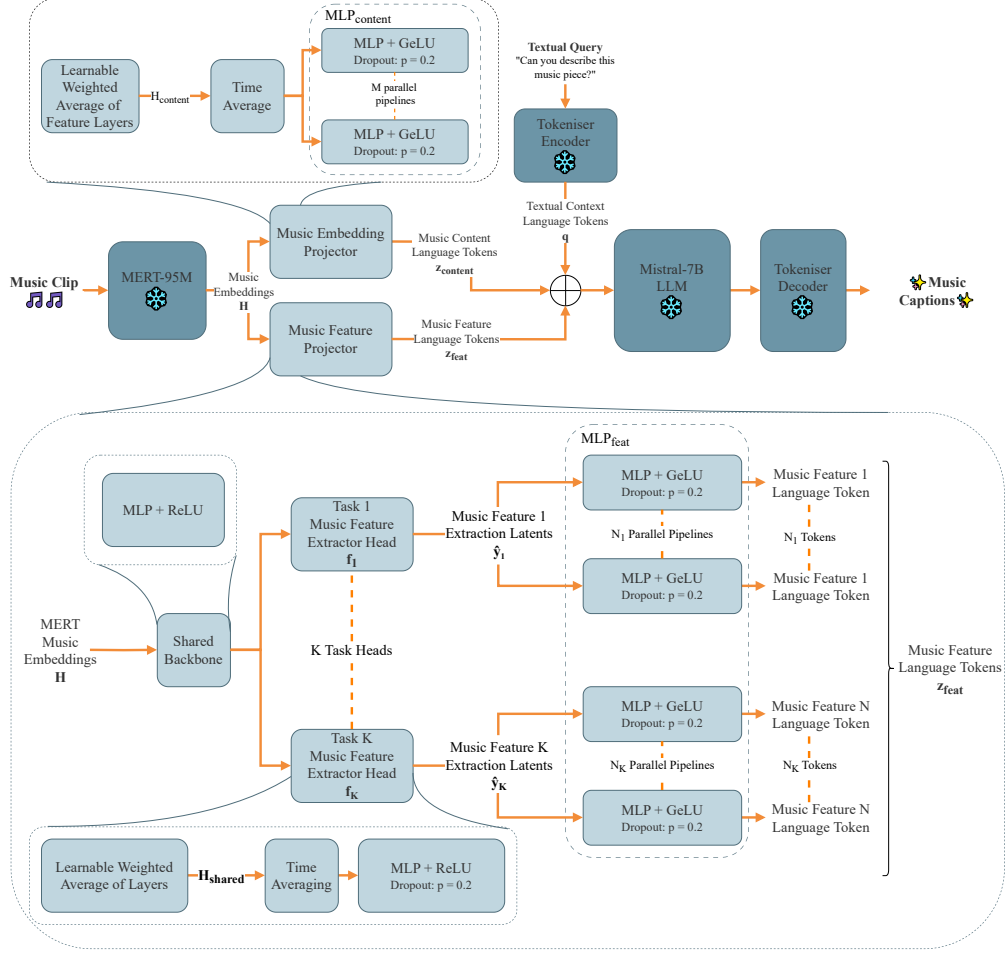 MLP_content
MLP + GeLU
Dropout: p = 0.2
M parallel
pipelines
MLP + GeLU
Dropout: p = 0.2
Learnable
Weighted
Average of
Feature Layers
H_content
Time
Average
Textual Query
"Can you describe this
music piece?"
Tokeniser
Encoder
Textual Context
Language Tokens
q
Music Clip
MERT-95M
Music
Embeddings
H
Music Embedding
Projector
Music Content
Language Tokens
z_content
Music Feature
Projector
Music Feature
Language Tokens
z_feat
Mistral-7B
LLM
Tokeniser
Decoder
Music
Captions
MLP_feat
MLP + ReLU
MERT
Music
Embeddings
H
Shared
Backbone
Task 1
Music Feature
Extractor Head
f_1
K Task Heads
Task K
Music Feature
Extractor Head
f_K
Music Feature 1
Extraction Latents
ŷ_1
Music Feature K
Extraction Latents
ŷ_K
MLP + GeLU
Dropout: p = 0.2
N_1 Parallel Pipelines
MLP + GeLU
Dropout: p = 0.2
MLP + GeLU
Dropout: p = 0.2
N_K Parallel Pipelines
MLP + GeLU
Dropout: p = 0.2
Music Feature 1
Language Token
N_1 Tokens
Music Feature 1
Language Token
Music Feature N
Language Token
N_K Tokens
Music Feature N
Language Token
Music Feature
Language Tokens
z_feat
Learnable Weighted
Average of Layers
H_shared
Time
Averaging
MLP + ReLU
Dropout: p = 0.2